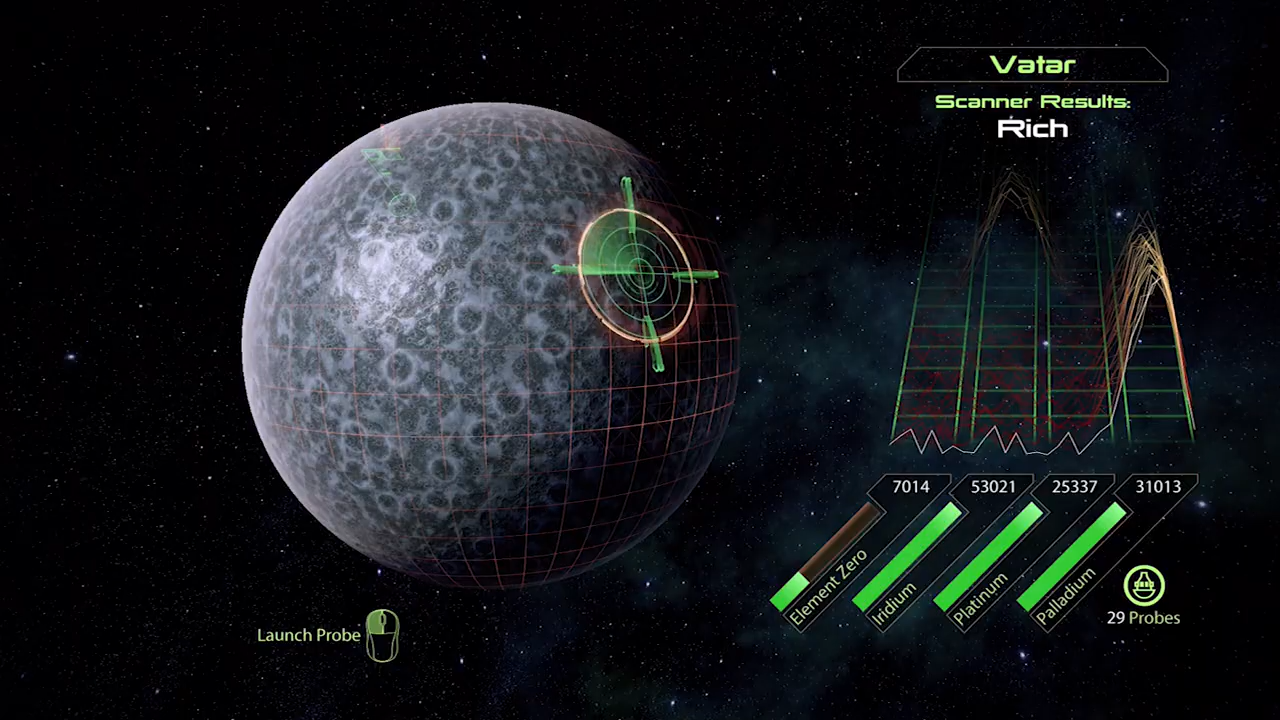 Vatar
Scanner Results:
Rich
7014
53021
25337
31013
Element Zero
Iridium
Platinum
Palladium
29 Probes
Launch Probe